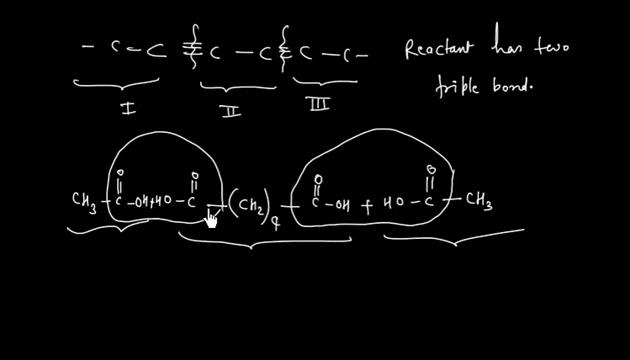 - C - C ≡ C - C ≡ C - C - Reactant has two
I II III triple bond.
O O O O
CH3 - C - OH + HO - C - (CH2)4 - C - OH + HO - C - CH3